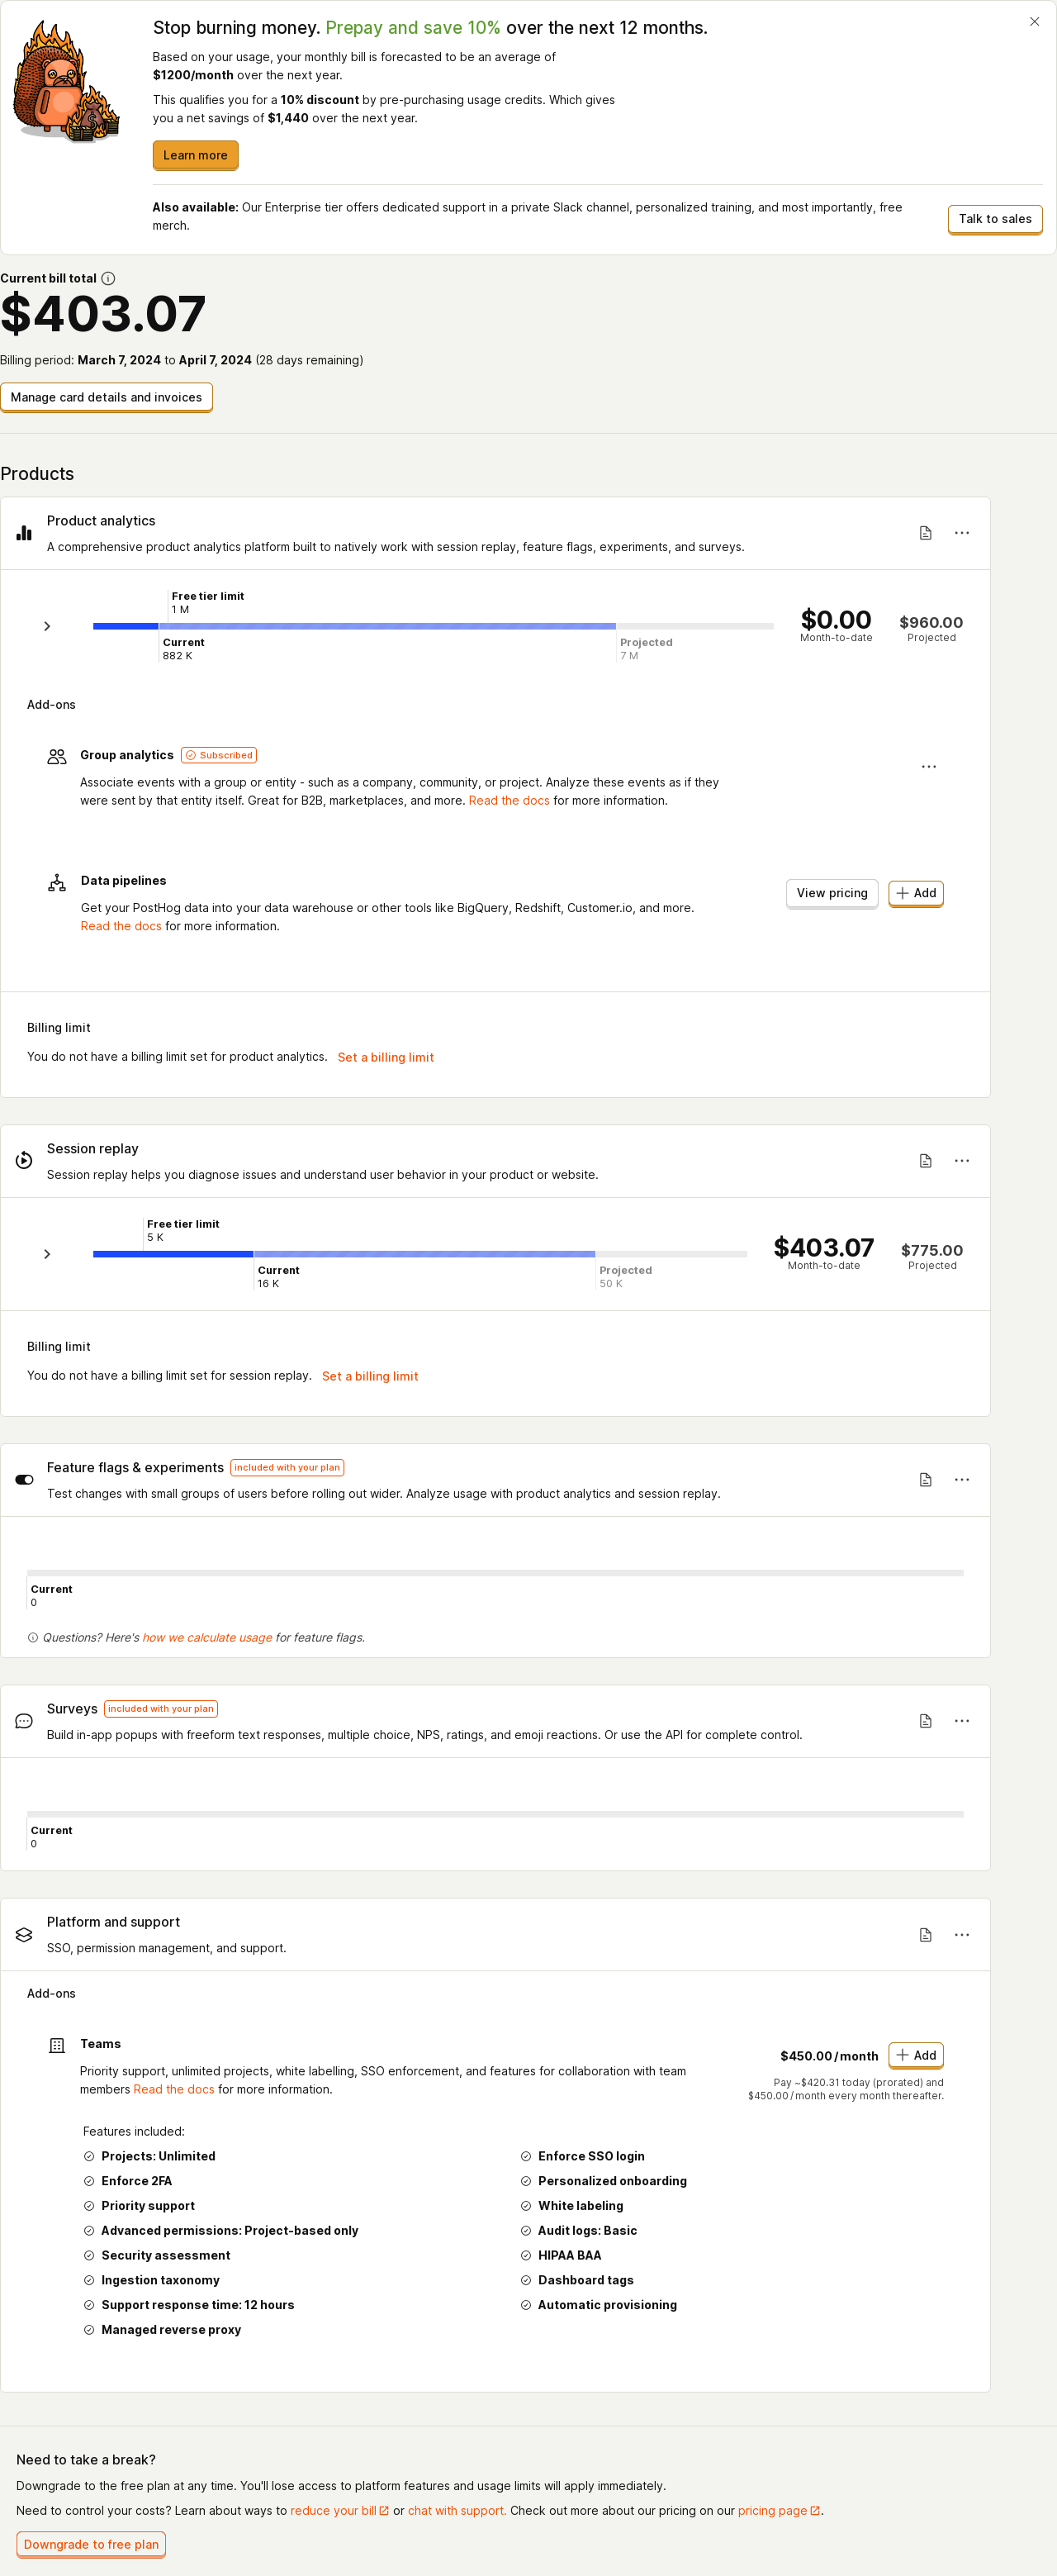 Stop burning money. Prepay and save 10% over the next 12 months.
Based on your usage, your monthly bill is forecasted to be an average of
$1200/month over the next year.
This qualifies you for a 10% discount by pre-purchasing usage credits. Which gives
you a net savings of $1,440 over the next year.
Learn more
Also available: Our Enterprise tier offers dedicated support in a private Slack channel, personalized training, and most importantly, free
merch.
Talk to sales
Current bill total
$403.07
Billing period: March 7, 2024 to April 7, 2024 (28 days remaining)
Manage card details and invoices
Products
Product analytics
A comprehensive product analytics platform built to natively work with session replay, feature flags, experiments, and surveys.
Free tier limit
1 M
Current
882 K
Projected
7 M
$0.00
Month-to-date
$960.00
Projected
Add-ons
Group analytics Subscribed
Associate events with a group or entity - such as a company, community, or project. Analyze these events as if they
were sent by that entity itself. Great for B2B, marketplaces, and more. Read the docs for more information.
Data pipelines
Get your PostHog data into your data warehouse or other tools like BigQuery, Redshift, Customer.io, and more.
Read the docs for more information.
View pricing
Add
Billing limit
You do not have a billing limit set for product analytics. Set a billing limit
Session replay
Session replay helps you diagnose issues and understand user behavior in your product or website.
Free tier limit
5 K
Current
16 K
Projected
50 K
$403.07
Month-to-date
$775.00
Projected
Billing limit
You do not have a billing limit set for session replay. Set a billing limit
Feature flags & experiments included with your plan
Test changes with small groups of users before rolling out wider. Analyze usage with product analytics and session replay.
Current
0
Questions? Here's how we calculate usage for feature flags.
Surveys included with your plan
Build in-app popups with freeform text responses, multiple choice, NPS, ratings, and emoji reactions. Or use the API for complete control.
Current
0
Platform and support
SSO, permission management, and support.
Add-ons
Teams
Priority support, unlimited projects, white labelling, SSO enforcement, and features for collaboration with team
members Read the docs for more information.
$450.00/month
Add
Pay ~$420.31 today (prorated) and
$450.00/month every month thereafter.
Features included:
Projects: Unlimited
Enforce SSO login
Enforce 2FA
Personalized onboarding
Priority support
White labeling
Advanced permissions: Project-based only
Audit logs: Basic
Security assessment
HIPAA BAA
Ingestion taxonomy
Dashboard tags
Support response time: 12 hours
Automatic provisioning
Managed reverse proxy
Need to take a break?
Downgrade to the free plan at any time. You'll lose access to platform features and usage limits will apply immediately.
Need to control your costs? Learn about ways to reduce your bill or chat with support. Check out more about our pricing on our pricing page.
Downgrade to free plan